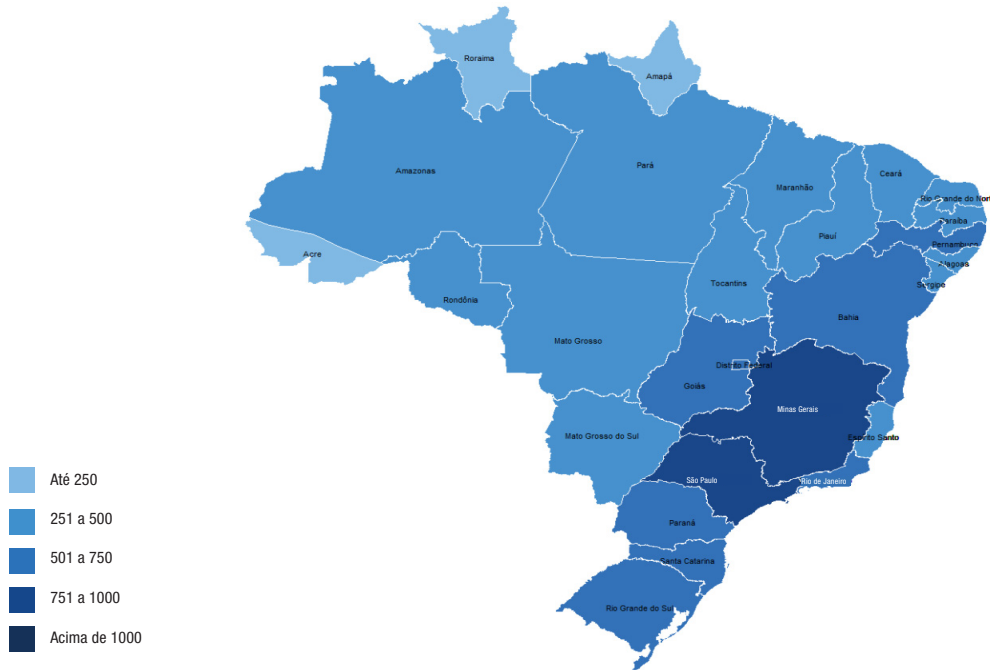 Roraima
Amapá
Amazonas
Pará
Maranhão
Ceará
Rio Grande do Nort
Paraíba
Piauí
Pernambuco
Acre
Alagoas
Tocantins
Sergipe
Rondônia
Bahia
Mato Grosso
Distrito Federal
Goiás
Minas Gerais
Mato Grosso do Sul
Espírito Santo
São Paulo
Rio de Janeiro
Paraná
Santa Catarina
Rio Grande do Sul
Até 250
251 a 500
501 a 750
751 a 1000
Acima de 1000